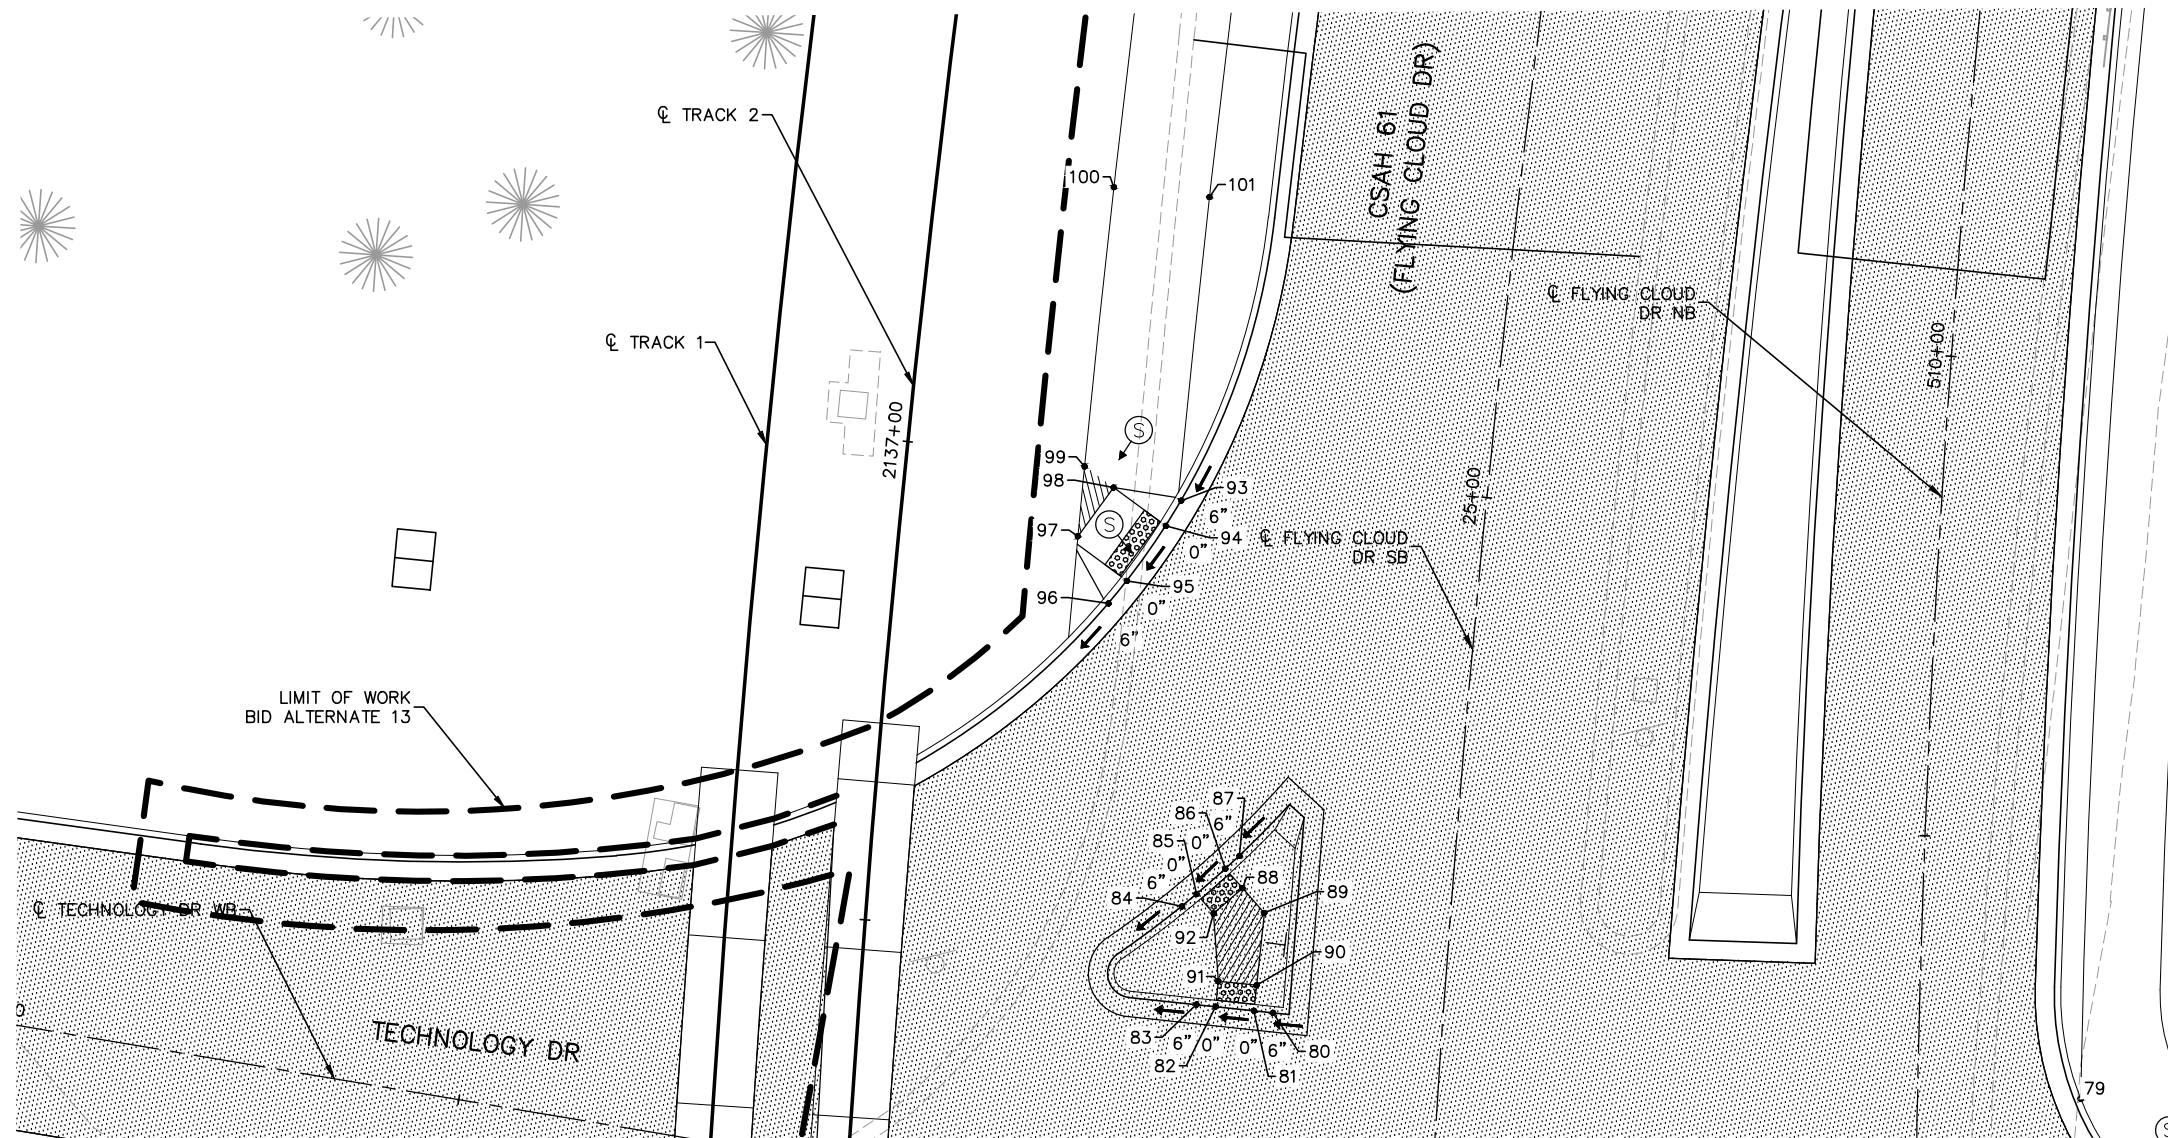 ℄ TRACK 2
100
101
CSAH 61
(FLYING CLOUD DR)
℄ FLYING CLOUD
DR NB
℄ TRACK 1
510+00
2137+00
S
99
98
93
6"
25+00
S
97
94
0"
℄ FLYING CLOUD
DR SB
95
96
0"
6"
LIMIT OF WORK
BID ALTERNATE 13
87
86
6"
85
0"
0"
6"
88
89
84
℄ TECHNOLOGY DR WB
92
90
91
TECHNOLOGY DR
83
6"
0"
0"
6"
80
82
81
79